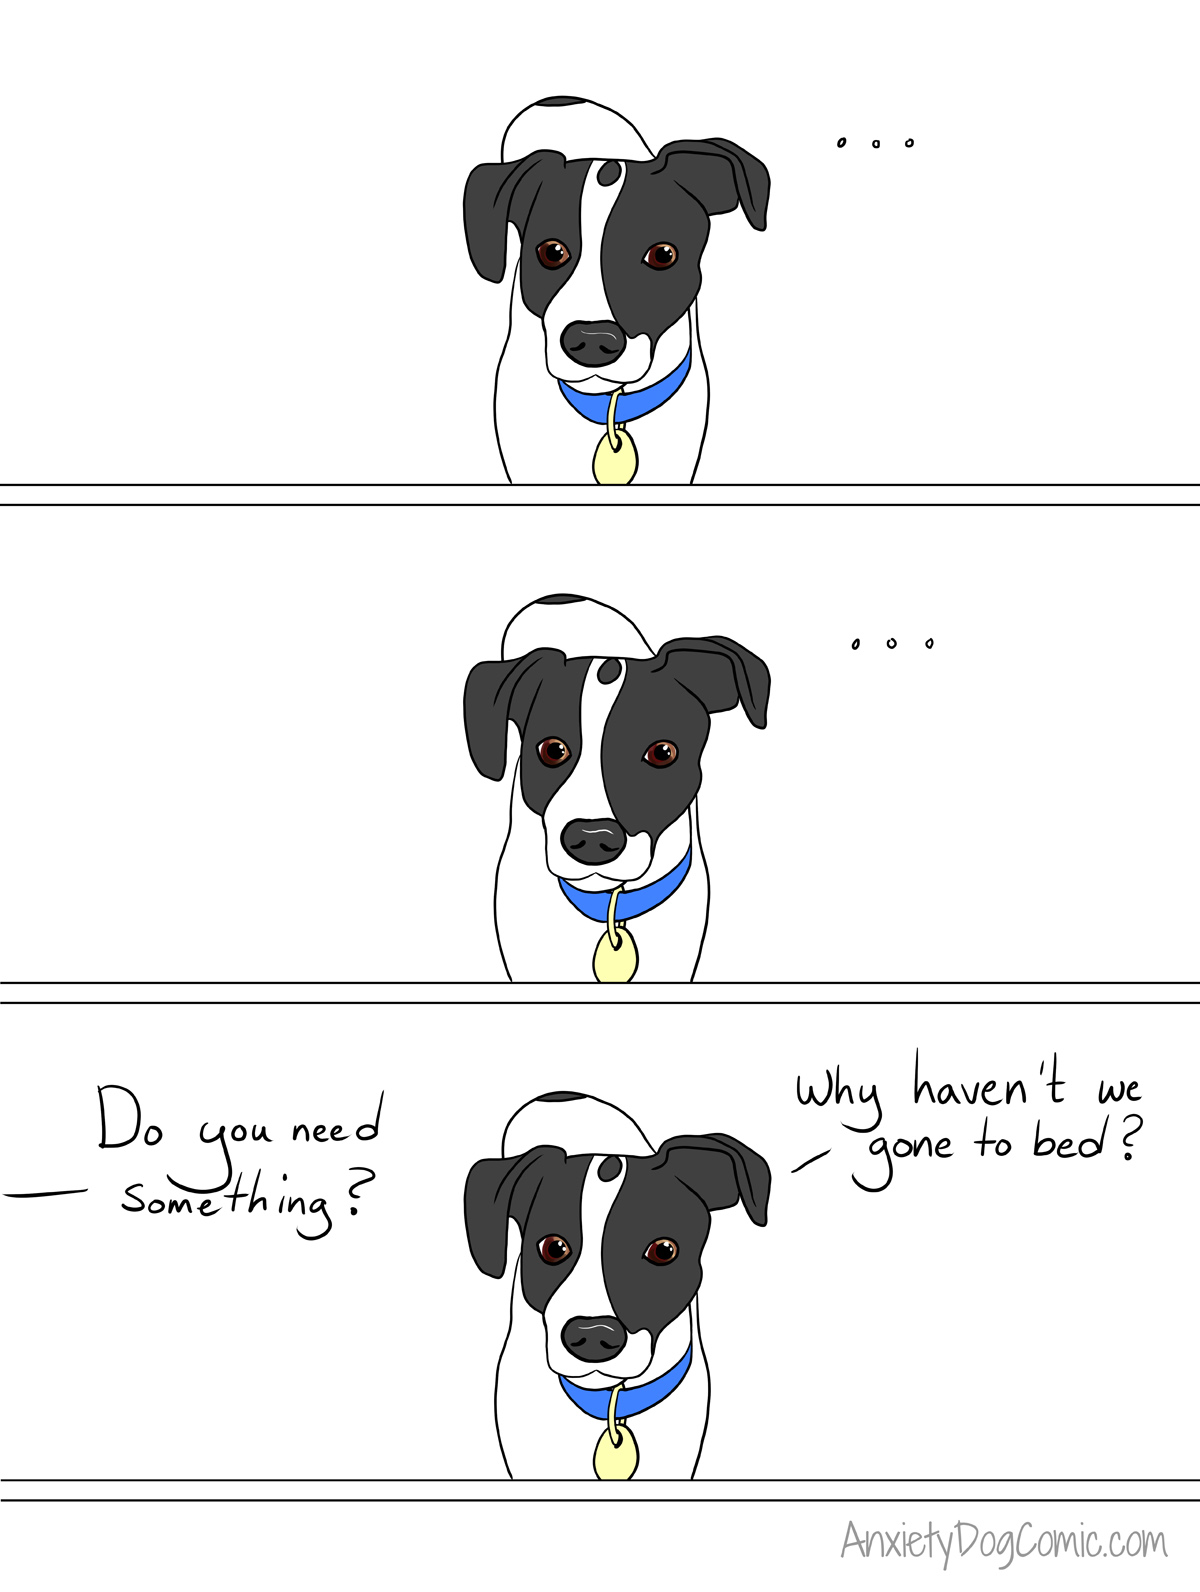 ...
...
Do you need
something?
Why haven't we
gone to bed?
AnxietyDogComic.com